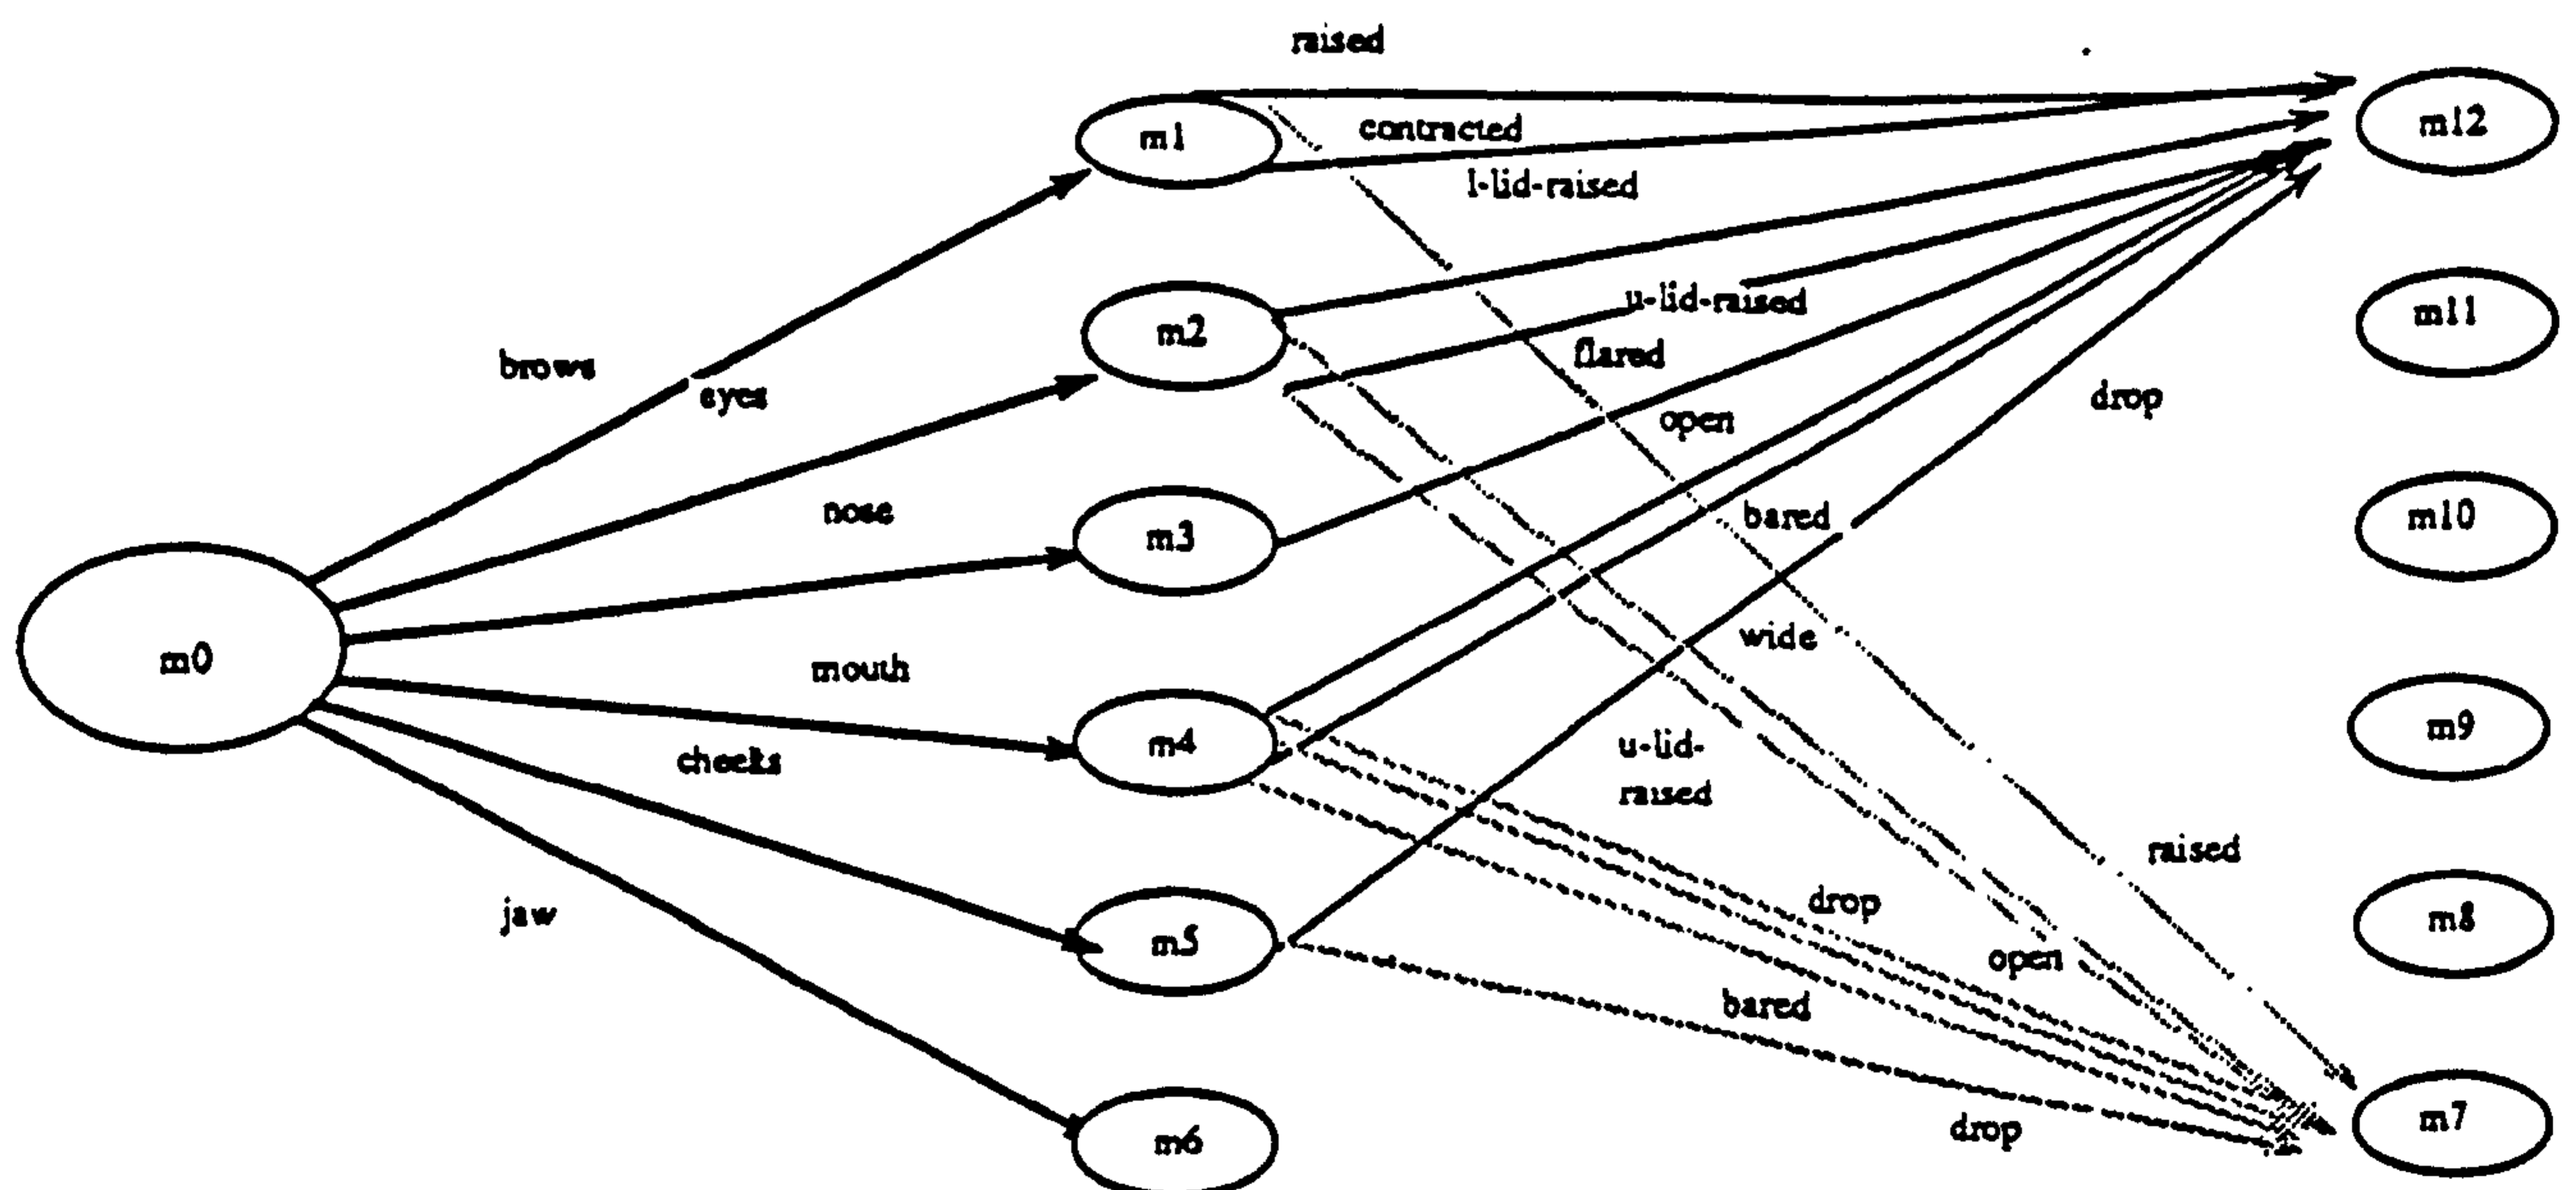 raised
m1
contracted
m12
l-lid-raised
u-lid-raised
m11
m2
flared
brows
eyes
drop
open
nose
m3
bared
m10
m0
mouth
wide
m4
cheeks
u-lid-
raised
m9
jaw
m5
drop
raised
m8
open
bared
m6
drop
m7